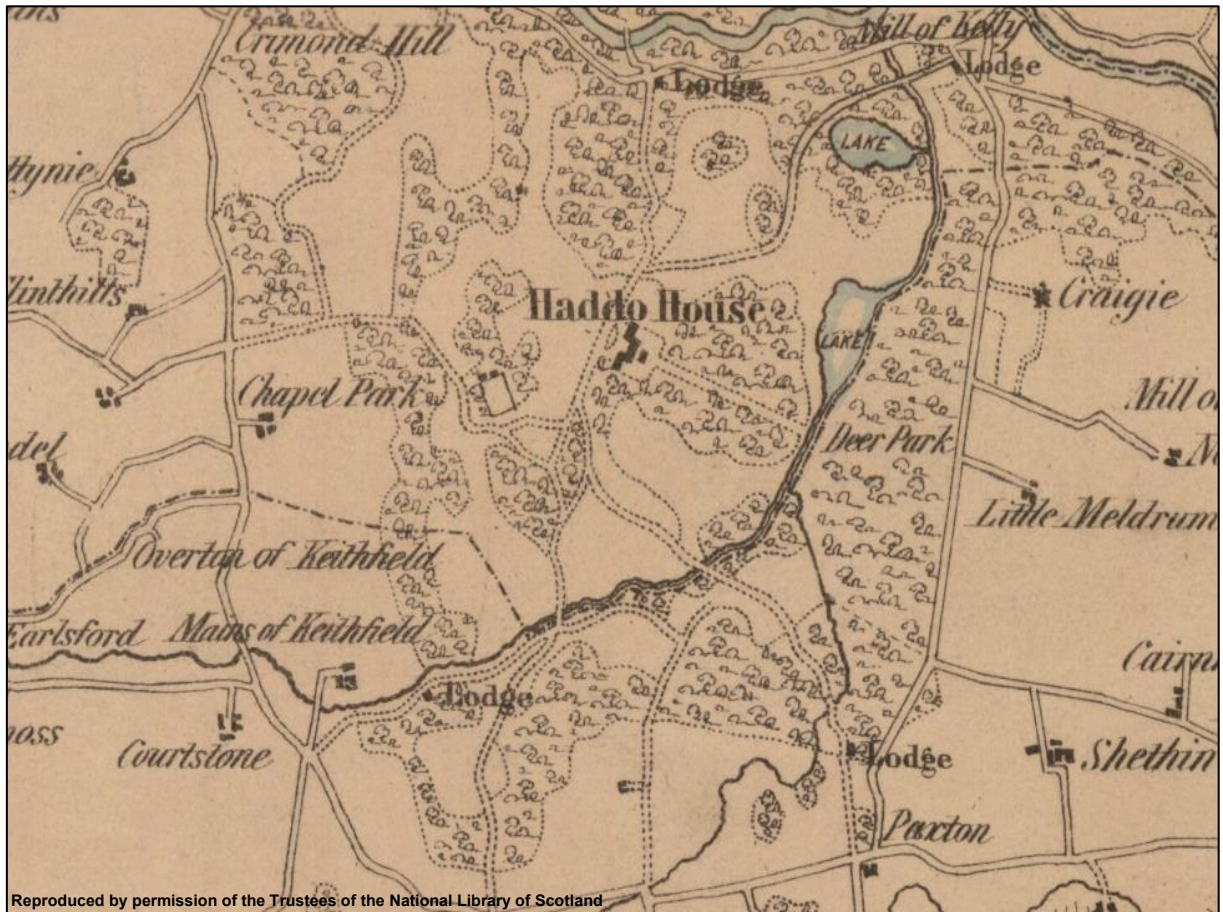 Crimond Hill
Mill of Kelly
Lodge
Lodge
LAKE
Craigie
Haddo House
LAKE
Chapel Park
Deer Park
Little Meldrum
Overton of Keithfield
Earlsford
Mains of Keithfield
Lodge
Courtstone
Lodge
Shethin
Paxton
Reproduced by permission of the Trustees of the National Library of Scotland